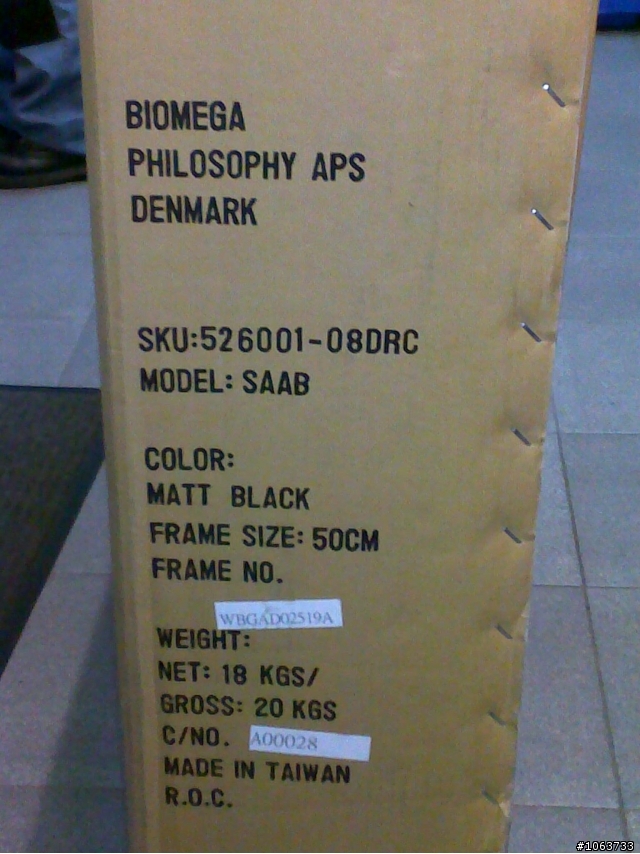 BIOMEGA
PHILOSOPHY APS
DENMARK
SKU:526001-08DRC
MODEL: SAAB
COLOR:
MATT BLACK
FRAME SIZE: 50CM
FRAME NO.
WBGAD02519A
WEIGHT:
NET: 18 KGS/
GROSS: 20 KGS
C/NO. A00028
MADE IN TAIWAN
R.O.C.
#1063733